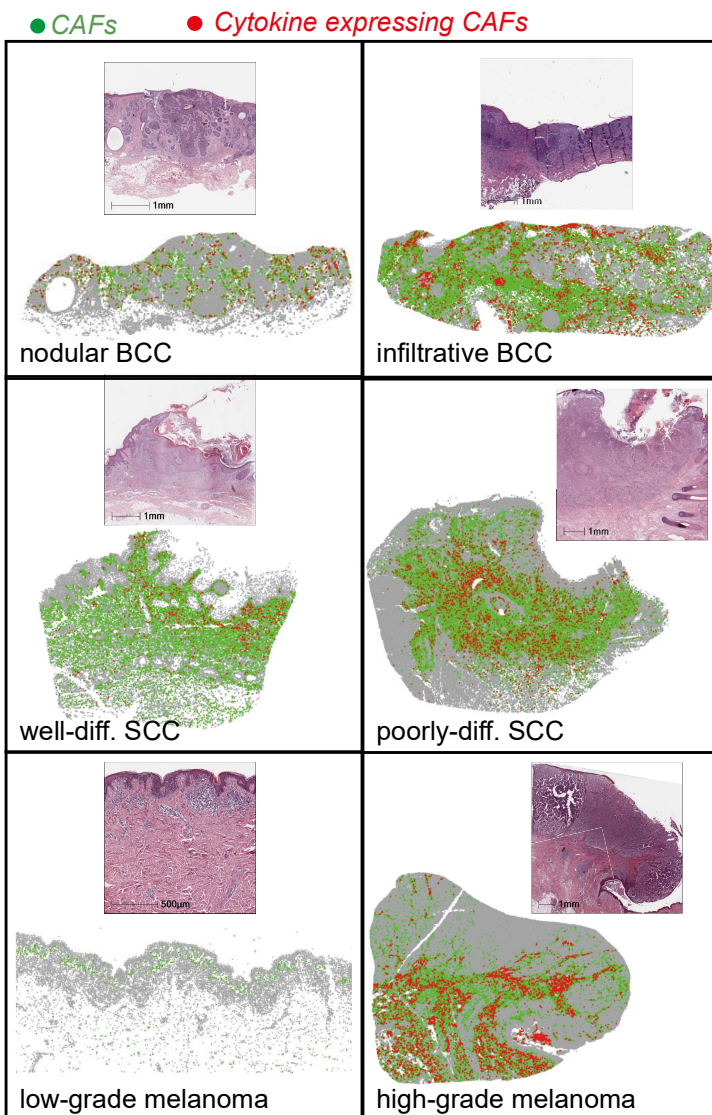 CAFs
Cytokine expressing CAFs
1mm
1mm
nodular BCC
infiltrative BCC
1mm
1mm
well-diff. SCC
poorly-diff. SCC
500µm
1mm
low-grade melanoma
high-grade melanoma